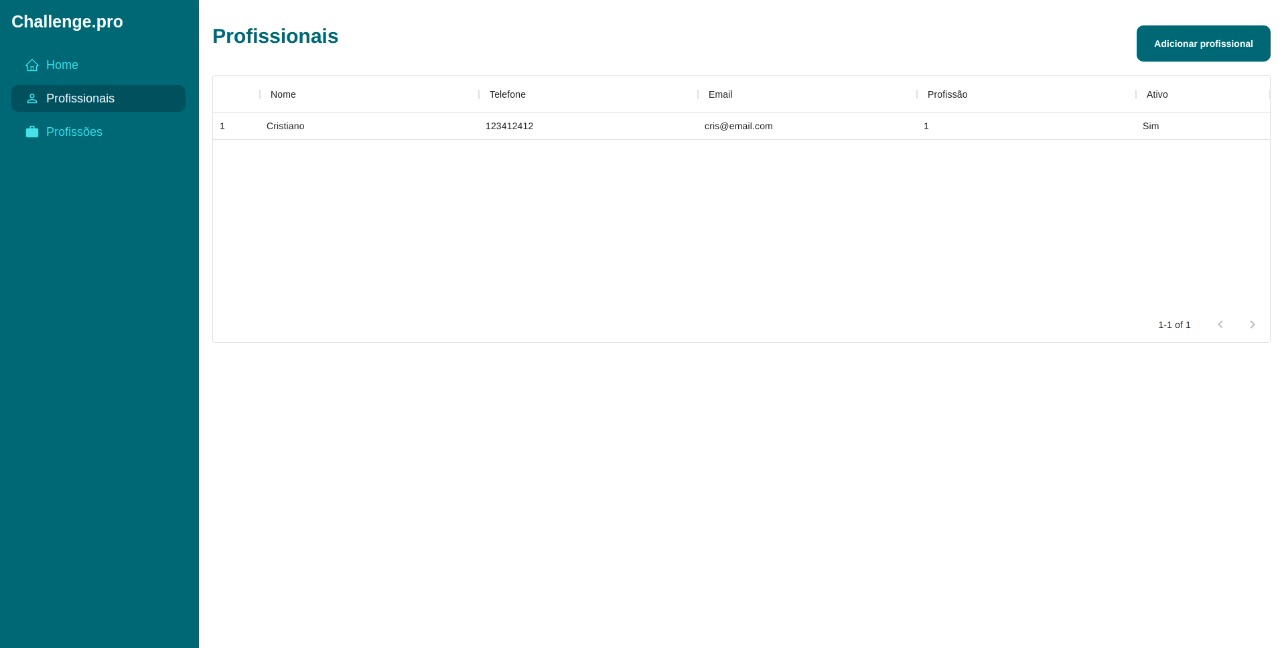 Challenge.pro
Home
Profissionais
Profissões
Profissionais
Adicionar profissional
Nome Telefone Email Profissão Ativo
1 Cristiano 123412412 cris@email.com 1 Sim
1-1 of 1